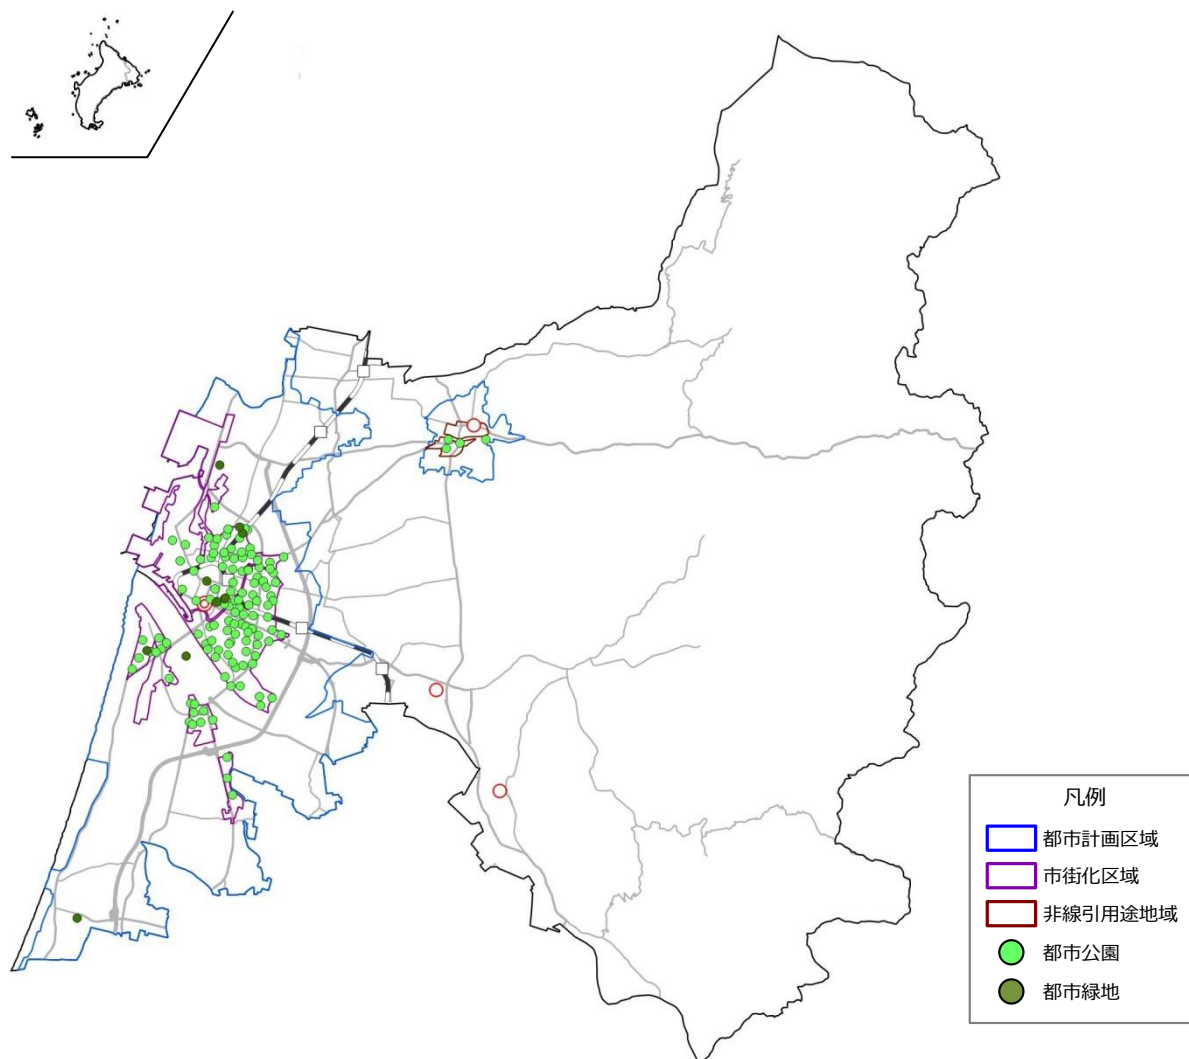 凡例
都市計画区域
市街化区域
非線引用途地域
都市公園
都市緑地